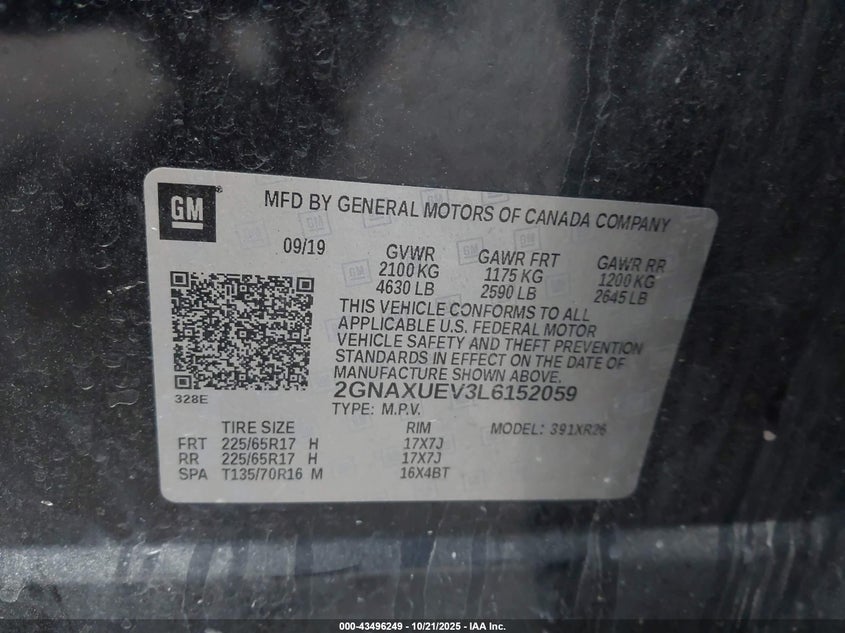 GM
MFD BY GENERAL MOTORS OF CANADA COMPANY
09/19
GVWR GAWR FRT GAWR RR
2100 KG 1175 KG 1200 KG
4630 LB 2590 LB 2645 LB
THIS VEHICLE CONFORMS TO ALL
APPLICABLE U.S. FEDERAL MOTOR
VEHICLE SAFETY AND THEFT PREVENTION
STANDARDS IN EFFECT ON THE DATE OF
MANUFACTURE SHOWN ABOVE.
328E
2GNAXUEV3L6152059
TYPE: M.P.V.
TIRE SIZE RIM MODEL: 391XR26
FRT 225/65R17 H 17X7J
RR 225/65R17 H 17X7J
SPA T135/70R16 M 16X4BT
000-43496249 - 10/21/2025 - IAA Inc.